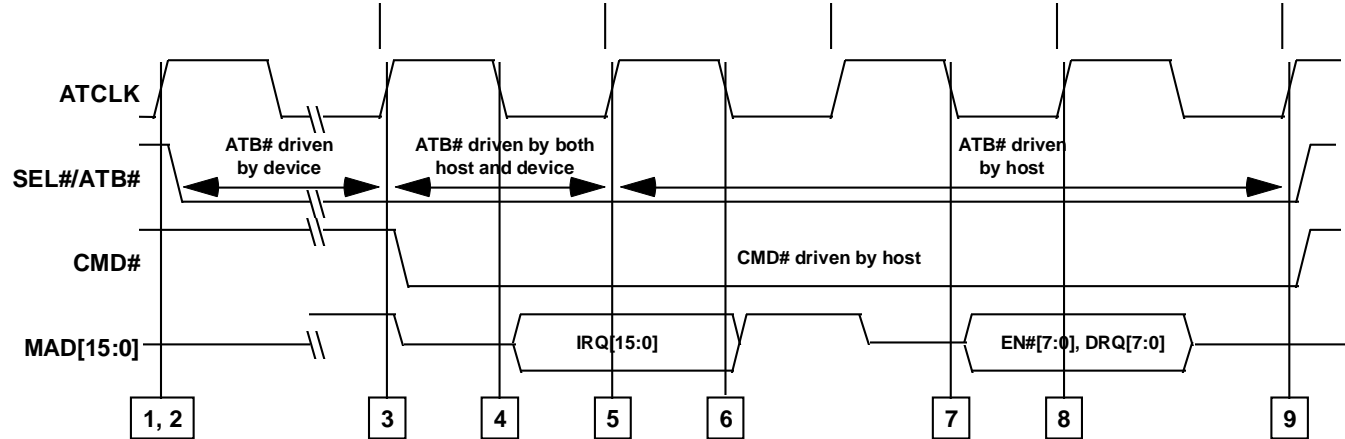 ATCLK
ATB# driven
by device
ATB# driven by both
host and device
ATB# driven
by host
SEL#/ATB#
CMD#
CMD# driven by host
MAD[15:0]
IRQ[15:0]
EN#[7:0], DRQ[7:0]
1, 2
3
4
5
6
7
8
9